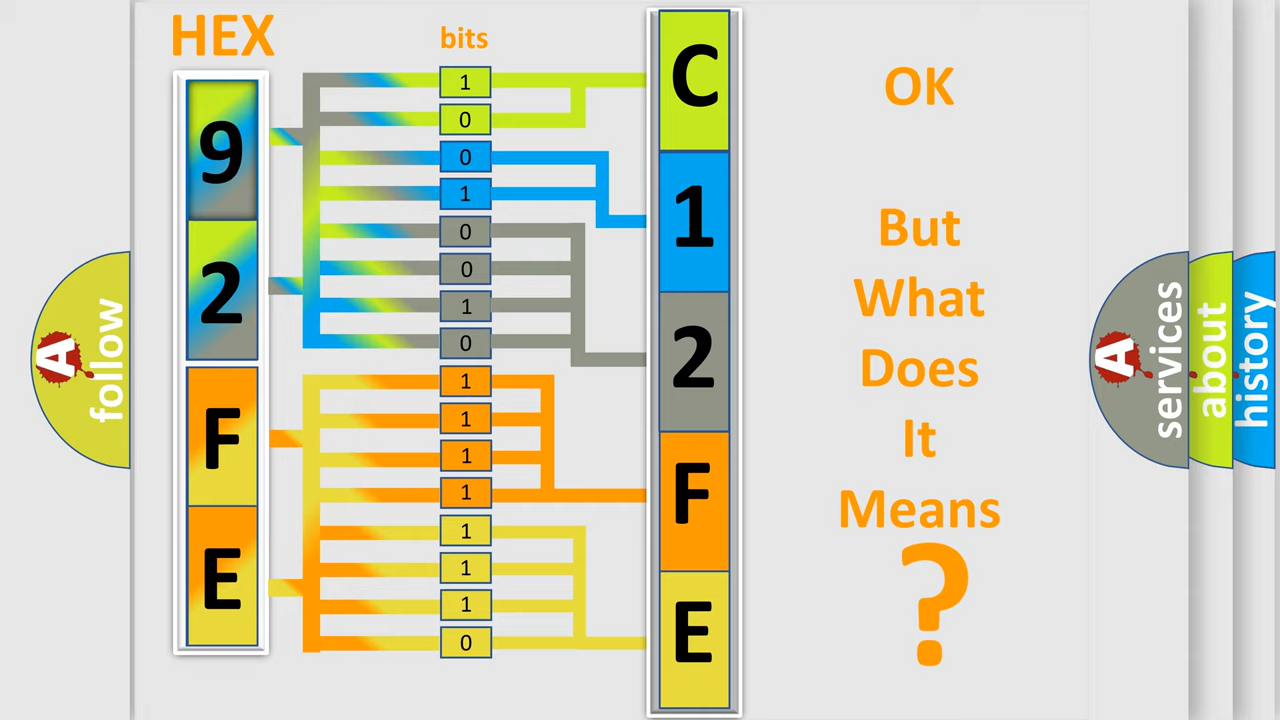 HEX
bits
9
2
F
E
1
0
0
1
0
0
1
0
1
1
1
1
1
1
1
0
C
1
2
F
E
OK
But
What
Does
It
Means
?
A
follow
A
services
about
history